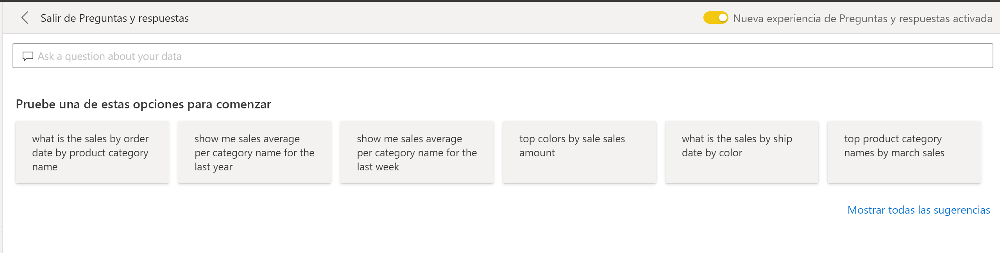 Salir de Preguntas y respuestas
Nueva experiencia de Preguntas y respuestas activada
Ask a question about your data
Pruebe una de estas opciones para comenzar
what is the sales by order
date by product category
name
show me sales average
per category name for the
last year
show me sales average
per category name for the
last week
top colors by sale sales
amount
what is the sales by ship
date by color
top product category
names by march sales
Mostrar todas las sugerencias